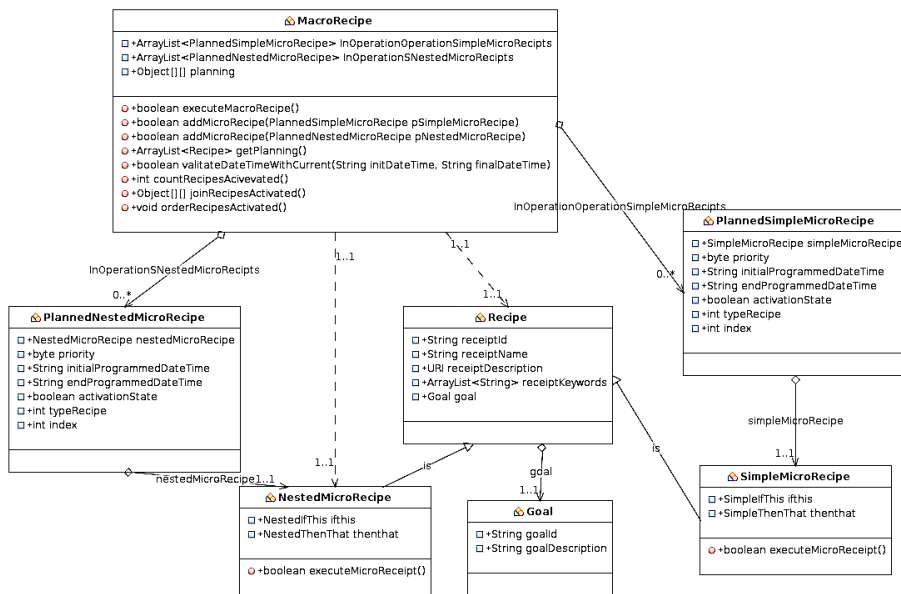 MacroRecipe
+ArrayList<PlannedSimpleMicroRecipe> InOperationOperationSimpleMicroRecipts
+ArrayList<PlannedNestedMicroRecipe> InOperationSNestedMicroRecipts
+Object[][] planning
+boolean executeMacroRecipe()
+boolean addMicroRecipe(PlannedSimpleMicroRecipe pSimpleMicroRecipe)
+boolean addMicroRecipe(PlannedNestedMicroRecipe pNestedMicroRecipe)
+ArrayList<Recipe> getPlanning()
+boolean valitateDateTimeWithCurrent(String initDateTime, String finalDateTime)
+int countRecipesAcivevated()
+Object[][] joinRecipesActivated()
+void orderRecipesActivated()
InOperationOperationSimpleMicroRecipts
0..*
InOperationSNestedMicroRecipts
0..*
1..1
1..1
1..1
1..1
PlannedSimpleMicroRecipe
+SimpleMicroRecipe simpleMicroRecipe
+byte priority
+String initialProgrammedDateTime
+String endProgrammedDateTime
+boolean activationState
+int typeRecipe
+int index
PlannedNestedMicroRecipe
+NestedMicroRecipe nestedMicroRecipe
+byte priority
+String initialProgrammedDateTime
+String endProgrammedDateTime
+boolean activationState
+int typeRecipe
+int index
Recipe
+String receiptId
+String receiptName
+URI receiptDescription
+ArrayList<String> receiptKeywords
+Goal goal
simpleMicroRecipe
1..1
is
is
goal
1..1
nestedMicroRecipe1..1
NestedMicroRecipe
+NestedIfThis ifthis
+NestedThenThat thenthat
+boolean executeMicroReceipt()
Goal
+String goalId
+String goalDescription
SimpleMicroRecipe
+SimpleIfThis ifthis
+SimpleThenThat thenthat
+boolean executeMicroReceipt()